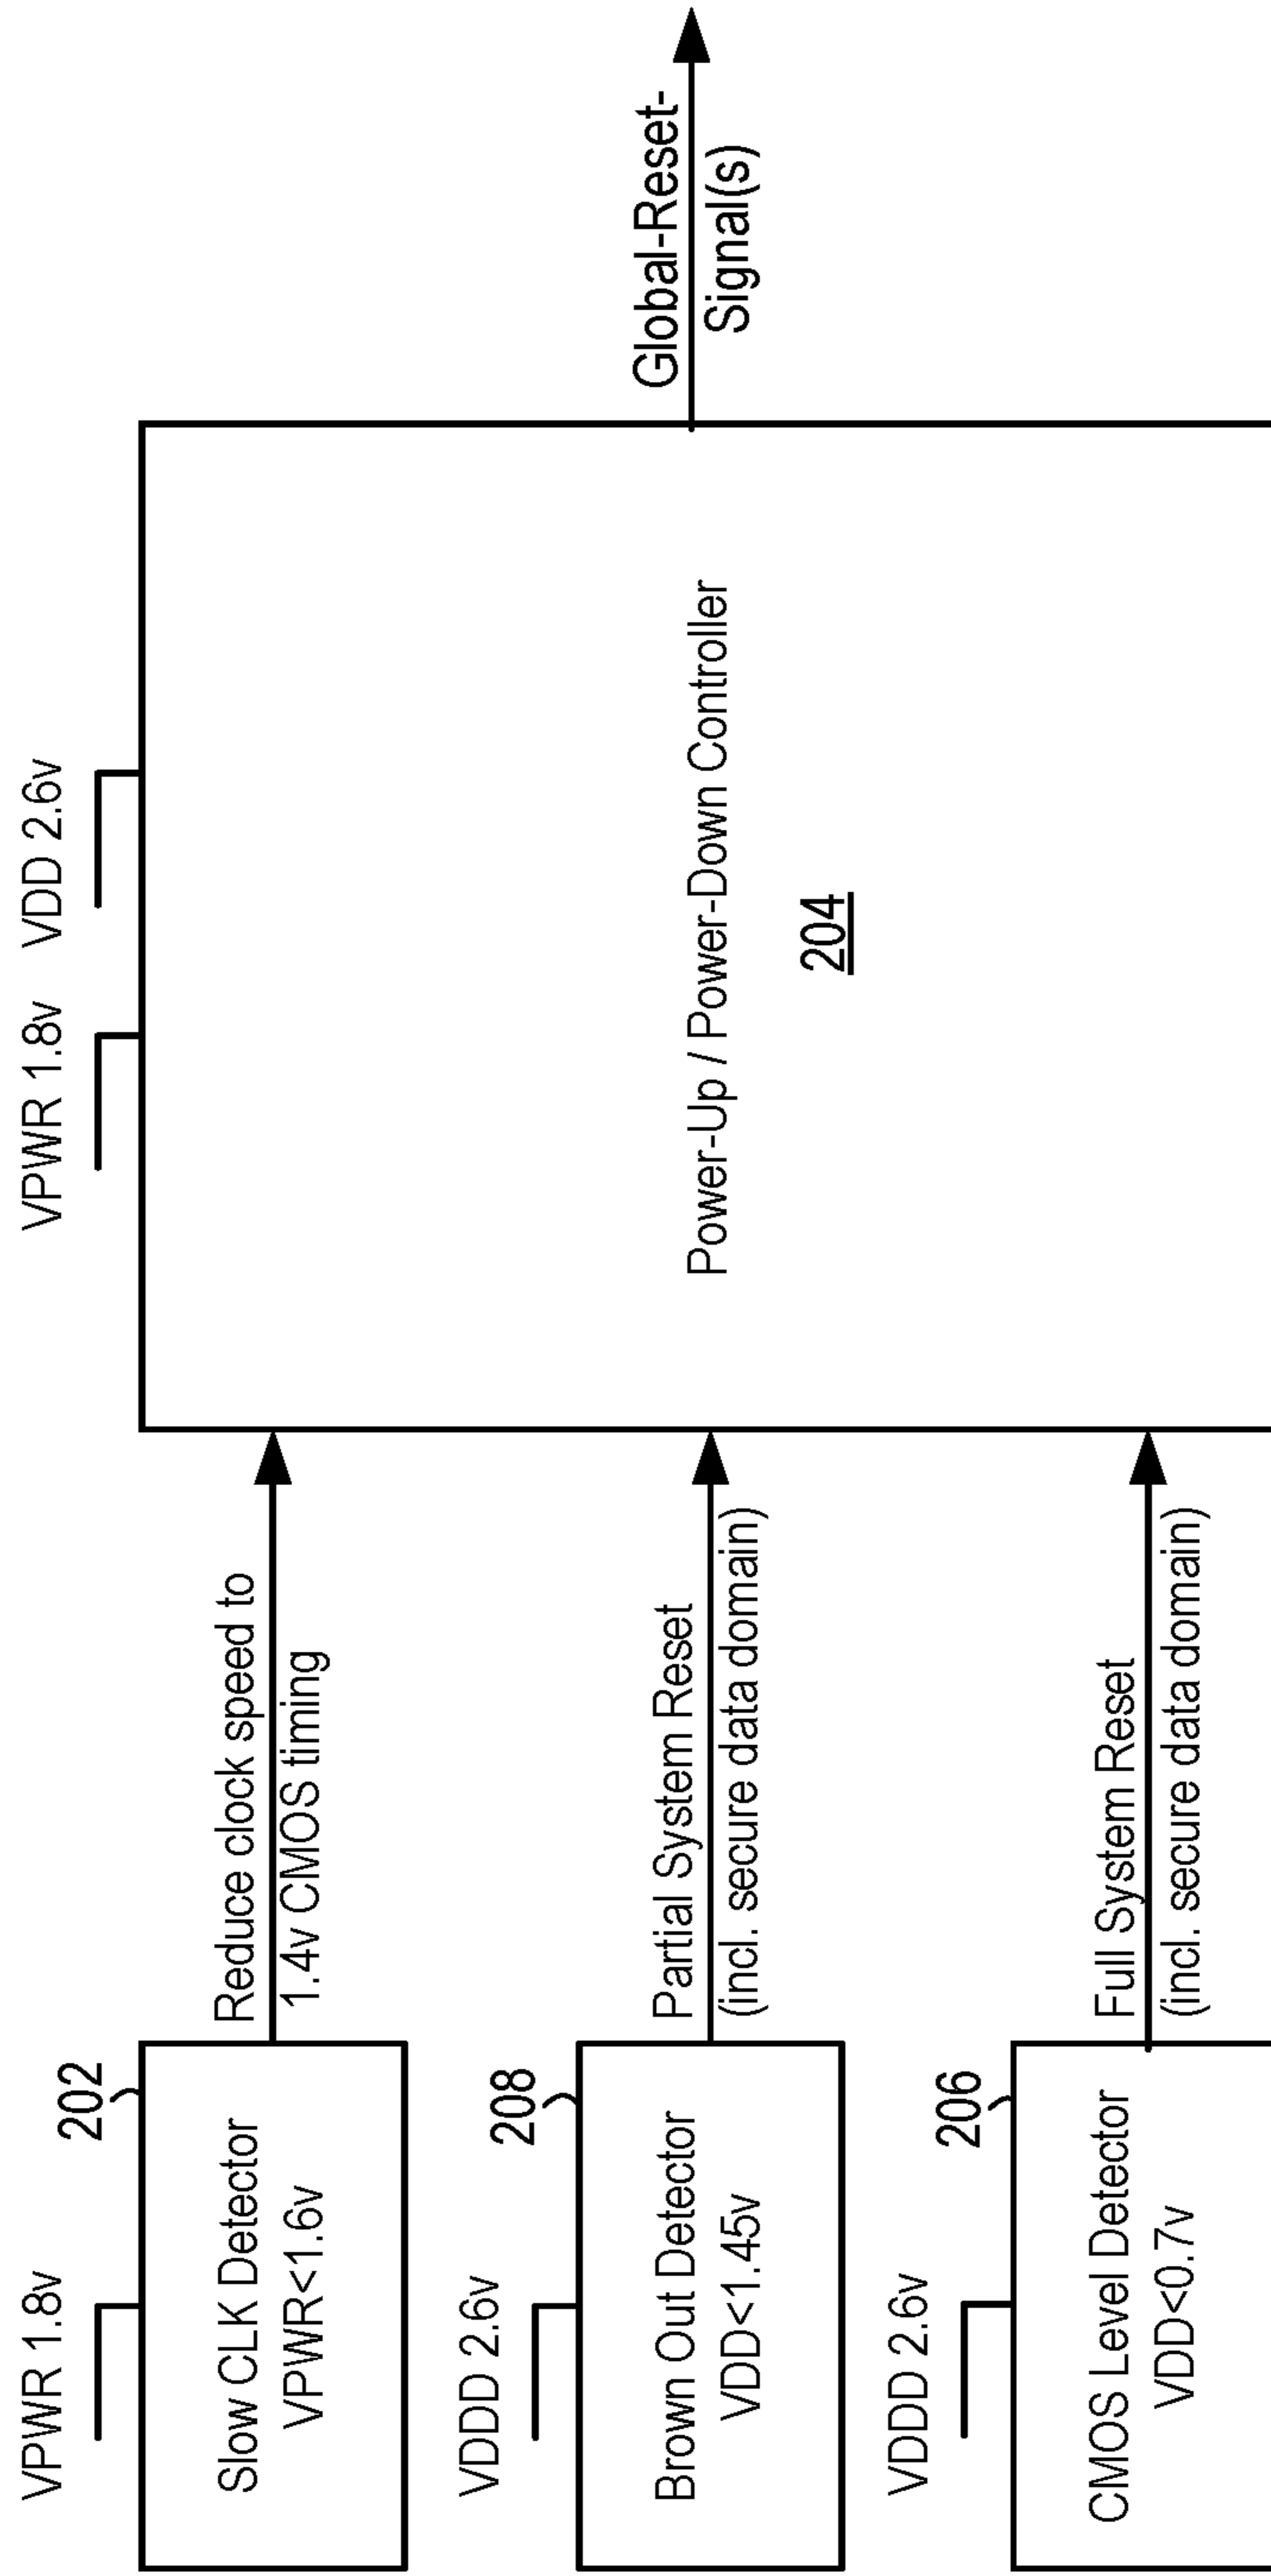 VPWR 1.8v
202
Slow CLK Detector
VPWR<1.6v
Reduce clock speed to
1.4v CMOS timing
VDDD 2.6v
208
Brown Out Detector
VDD<1.45v
Partial System Reset
(incl. secure data domain)
VDDD 2.6v
206
CMOS Level Detector
VDD<0.7v
Full System Reset
(incl. secure data domain)
VPWR 1.8v
VDD 2.6v
Power-Up / Power-Down Controller
204
Global-Reset-
Signal(s)